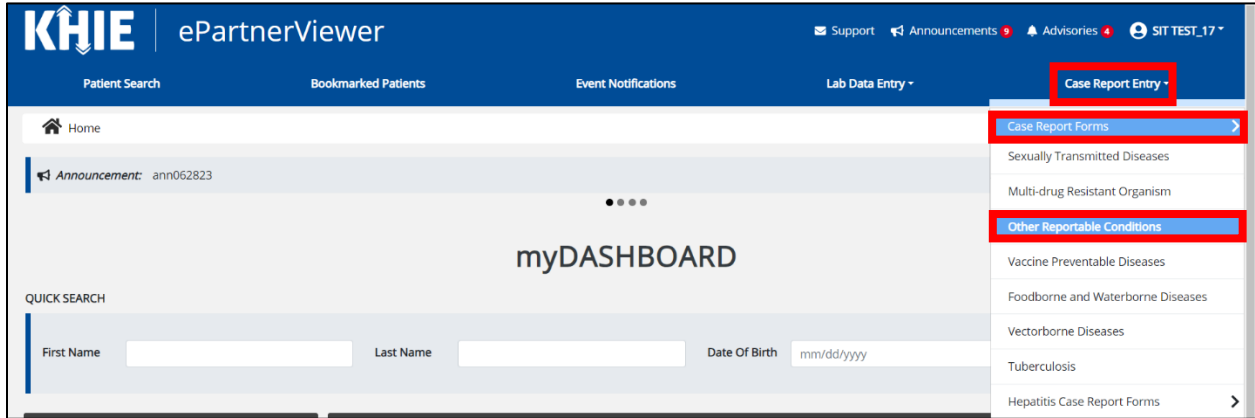 KHIE ePartnerViewer
Support Announcements 9 Advisories 4 SIT TEST_17
Patient Search Bookmarked Patients Event Notifications Lab Data Entry Case Report Entry
Home
Case Report Forms
Sexually Transmitted Diseases
Announcement: ann062823
Multi-drug Resistant Organism
Other Reportable Conditions
myDASHBOARD
Vaccine Preventable Diseases
QUICK SEARCH
Foodborne and Waterborne Diseases
Vectorborne Diseases
First Name Last Name Date Of Birth mm/dd/yyyy
Tuberculosis
Hepatitis Case Report Forms